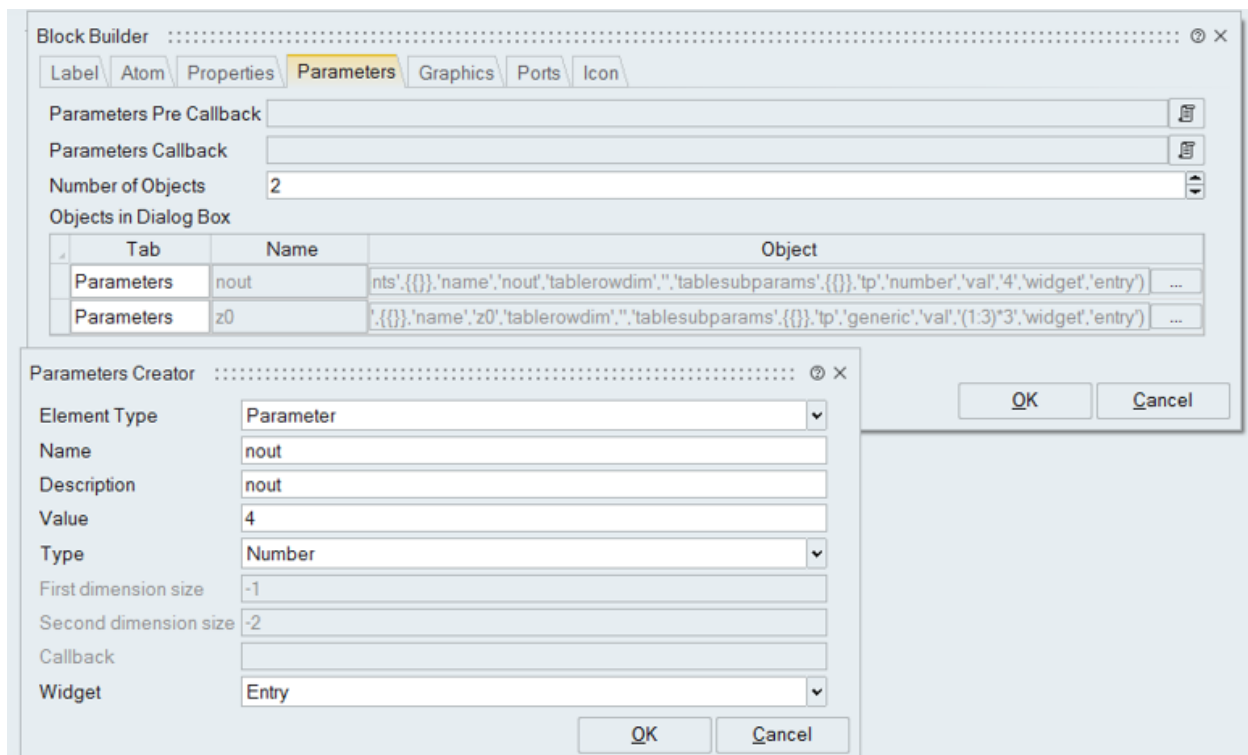 Block Builder
Label Atom Properties Parameters Graphics Ports Icon
Parameters Pre Callback
Parameters Callback
Number of Objects 2
Objects in Dialog Box
Tab Name Object
Parameters nout nts',{{}},'name','nout','tablerowdim','','tablesubparams',{{}},'tp','number','val','4','widget','entry') ...
Parameters z0 ',{{}},'name','z0','tablerowdim','','tablesubparams',{{}},'tp','generic','val','(1:3)*3','widget','entry') ...
OK Cancel
Parameters Creator
Element Type Parameter
Name nout
Description nout
Value 4
Type Number
First dimension size -1
Second dimension size -2
Callback
Widget Entry
OK Cancel